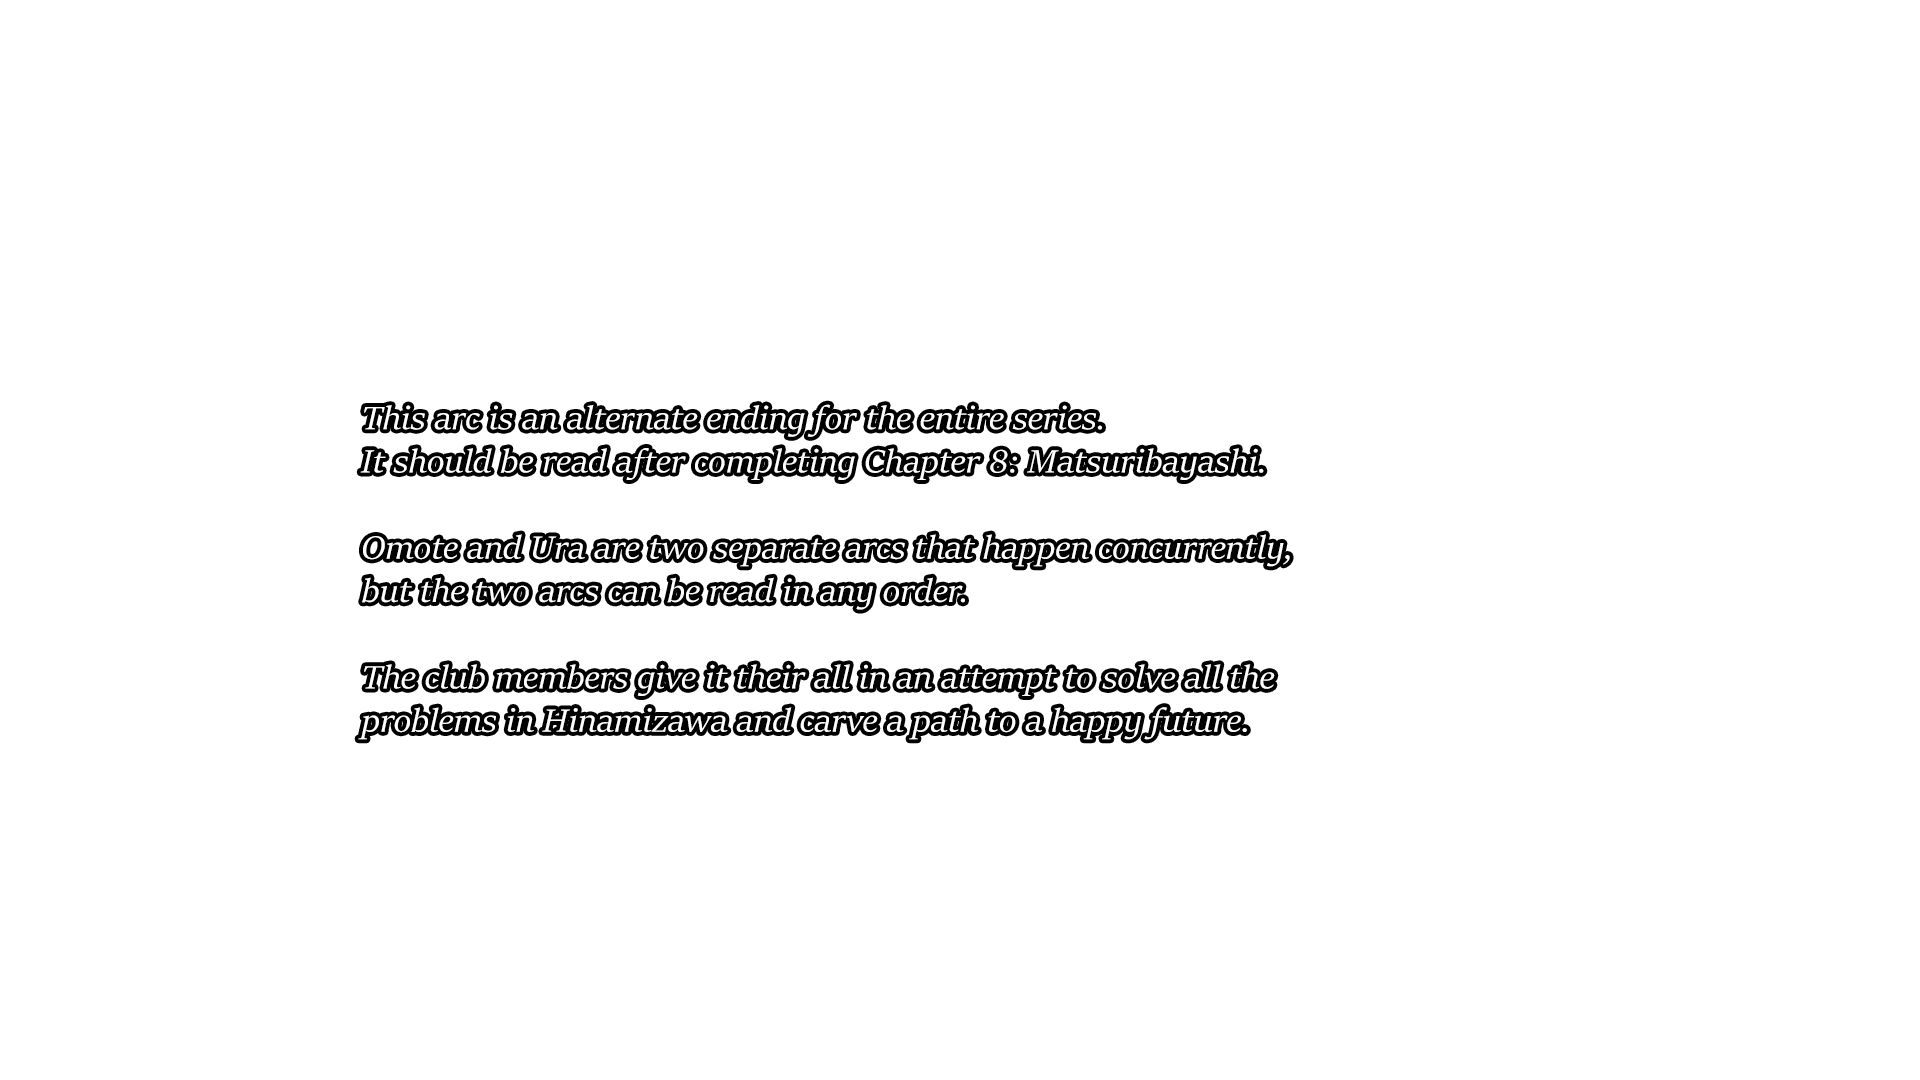 This arc is an alternate ending for the entire series.
It should be read after completing Chapter 8: Matsuribayashi.
Omote and Ura are two separate arcs that happen concurrently,
but the two arcs can be read in any order.
The club members give it their all in an attempt to solve all the
problems in Hinamizawa and carve a path to a happy future.